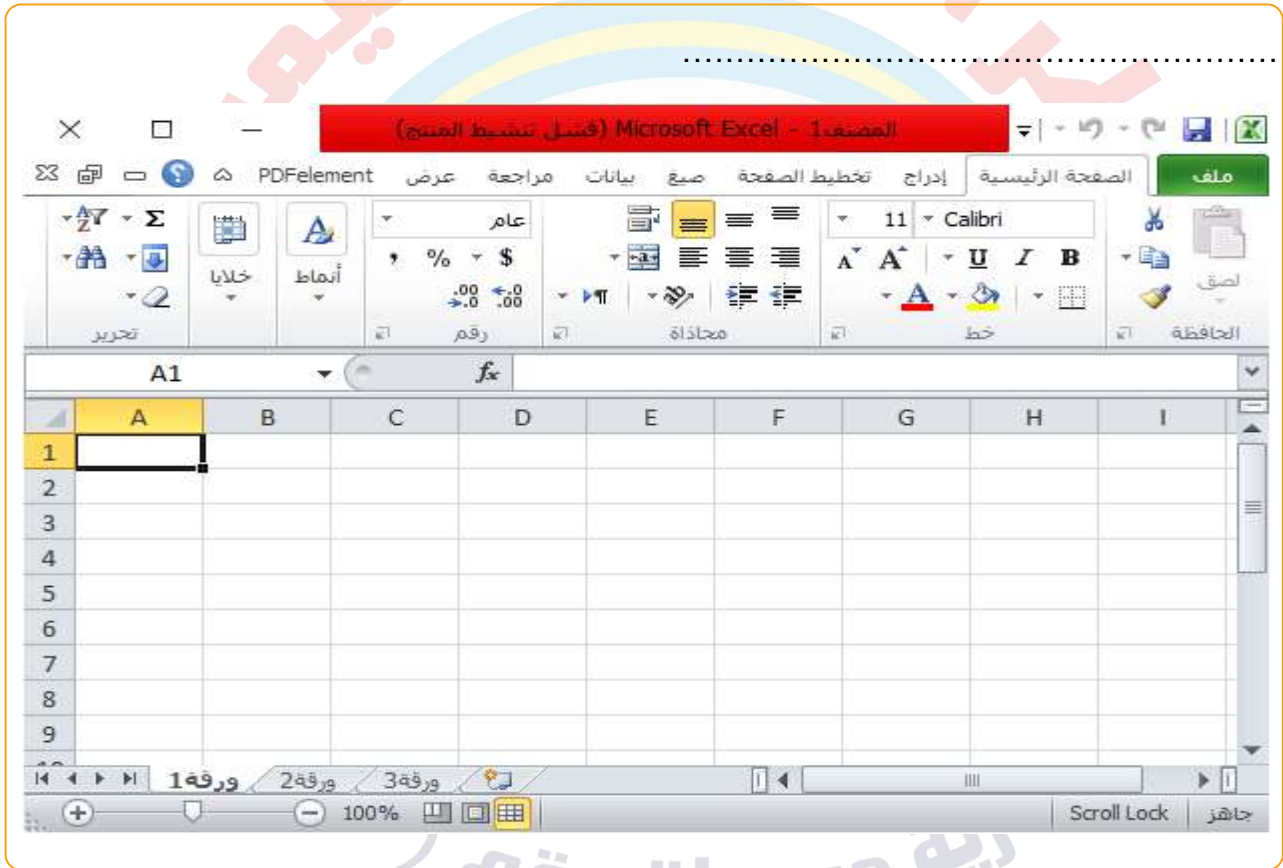 ............................................................
المصنف1 - Microsoft Excel (فشل تنشيط المنتج)
ملف الصفحة الرئيسية إدراج تخطيط الصفحة صيغ بيانات مراجعة عرض PDFelement
Calibri 11 عام
B I U A A A $ % , Σ
لصق أنماط خلايا
الحافظة خط محاذاة رقم تحرير
A1 fx
A B C D E F G H I
1
2
3
4
5
6
7
8
9
ورقة1 ورقة2 ورقة3
جاهز Scroll Lock 100%